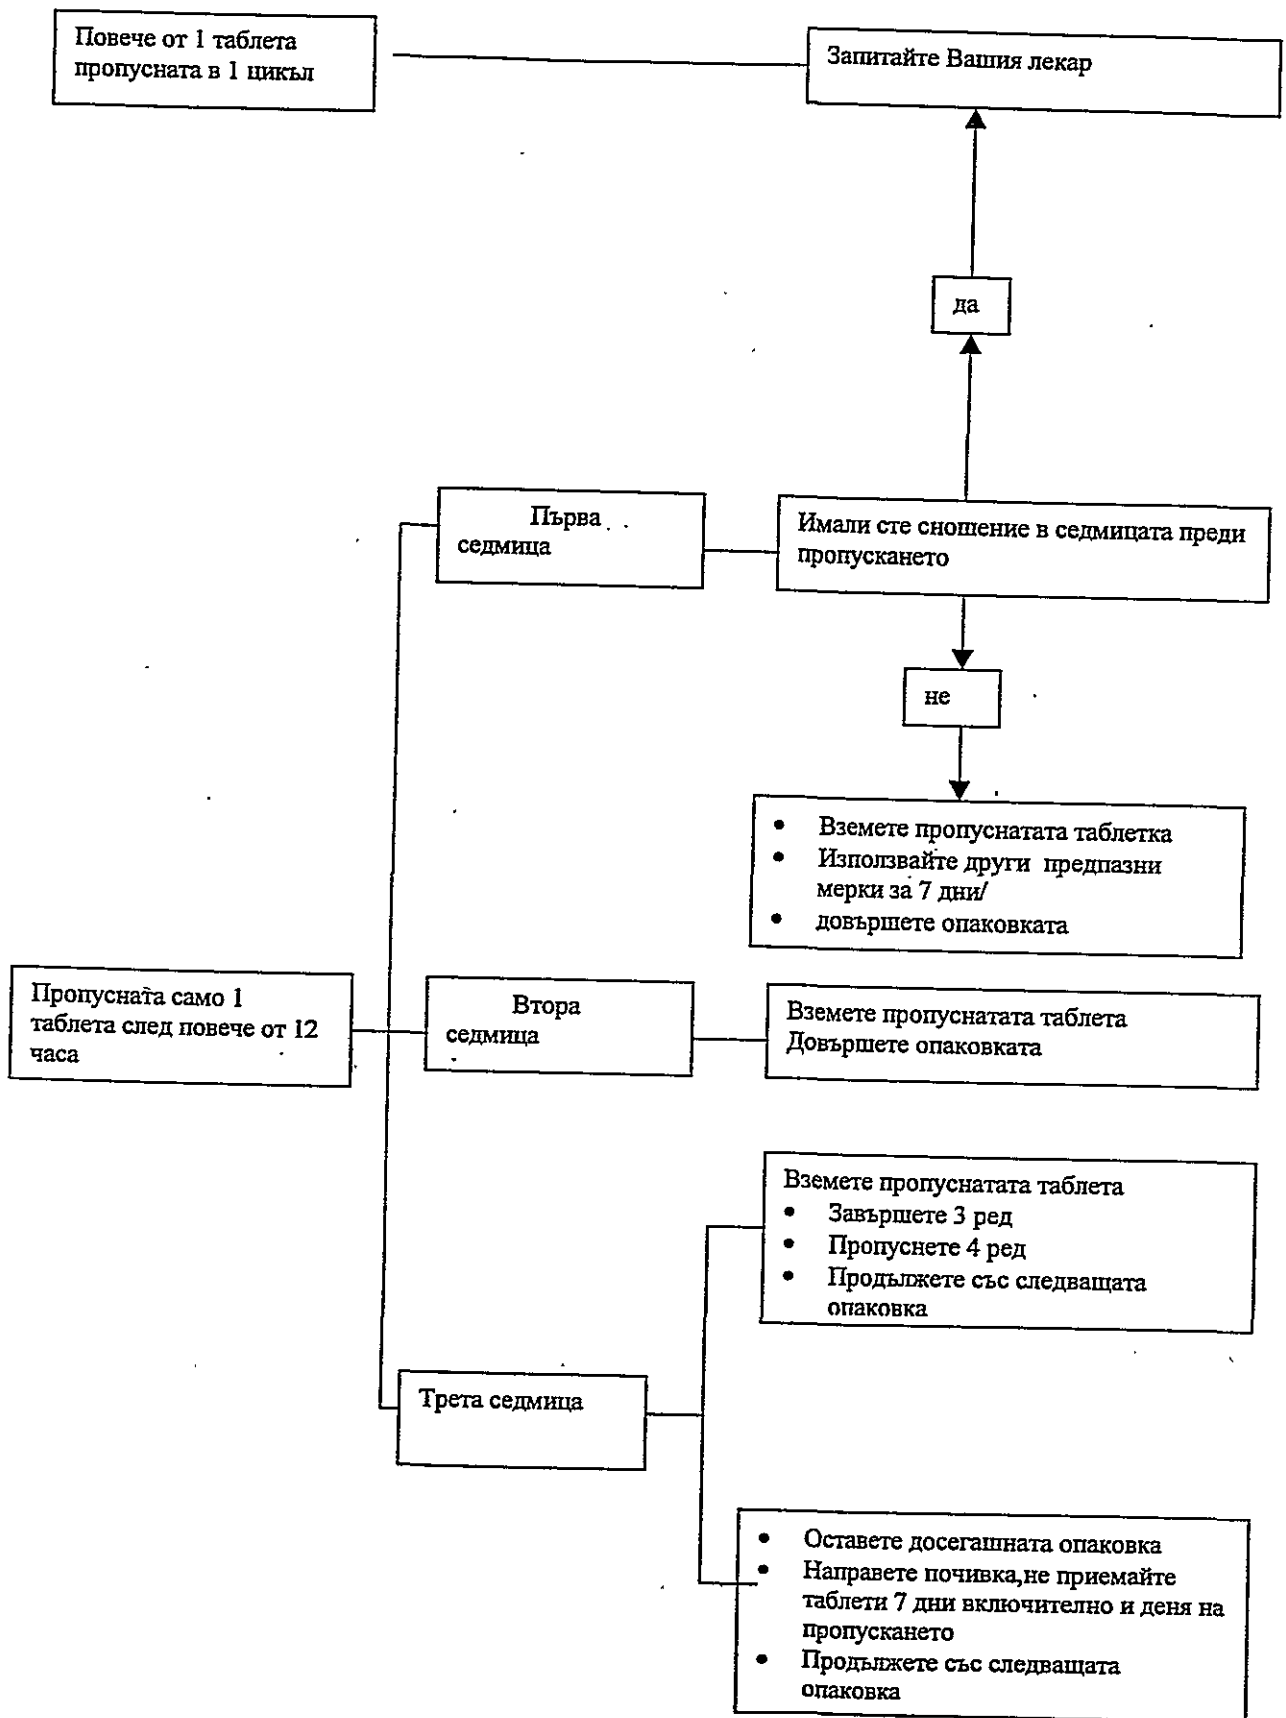 Повече от 1 таблета
пропусната в 1 цикъл
Запитайте Вашия лекар
да
Първа
седмица
Имали сте сношение в седмицата преди
пропускането
не
• Вземете пропуснатата таблетка
• Използвайте други предпазни
мерки за 7 дни/
• довършете опаковката
Пропусната само 1
таблета след повече от 12
часа
Втора
седмица
Вземете пропуснатата таблета
Довършете опаковката
Вземете пропуснатата таблета
• Завършете 3 ред
• Пропуснете 4 ред
• Продължете със следващата
опаковка
Трета седмица
• Оставете досегашната опаковка
• Направете почивка,не приемайте
таблети 7 дни включително и деня на
пропускането
• Продължете със следващата
опаковка